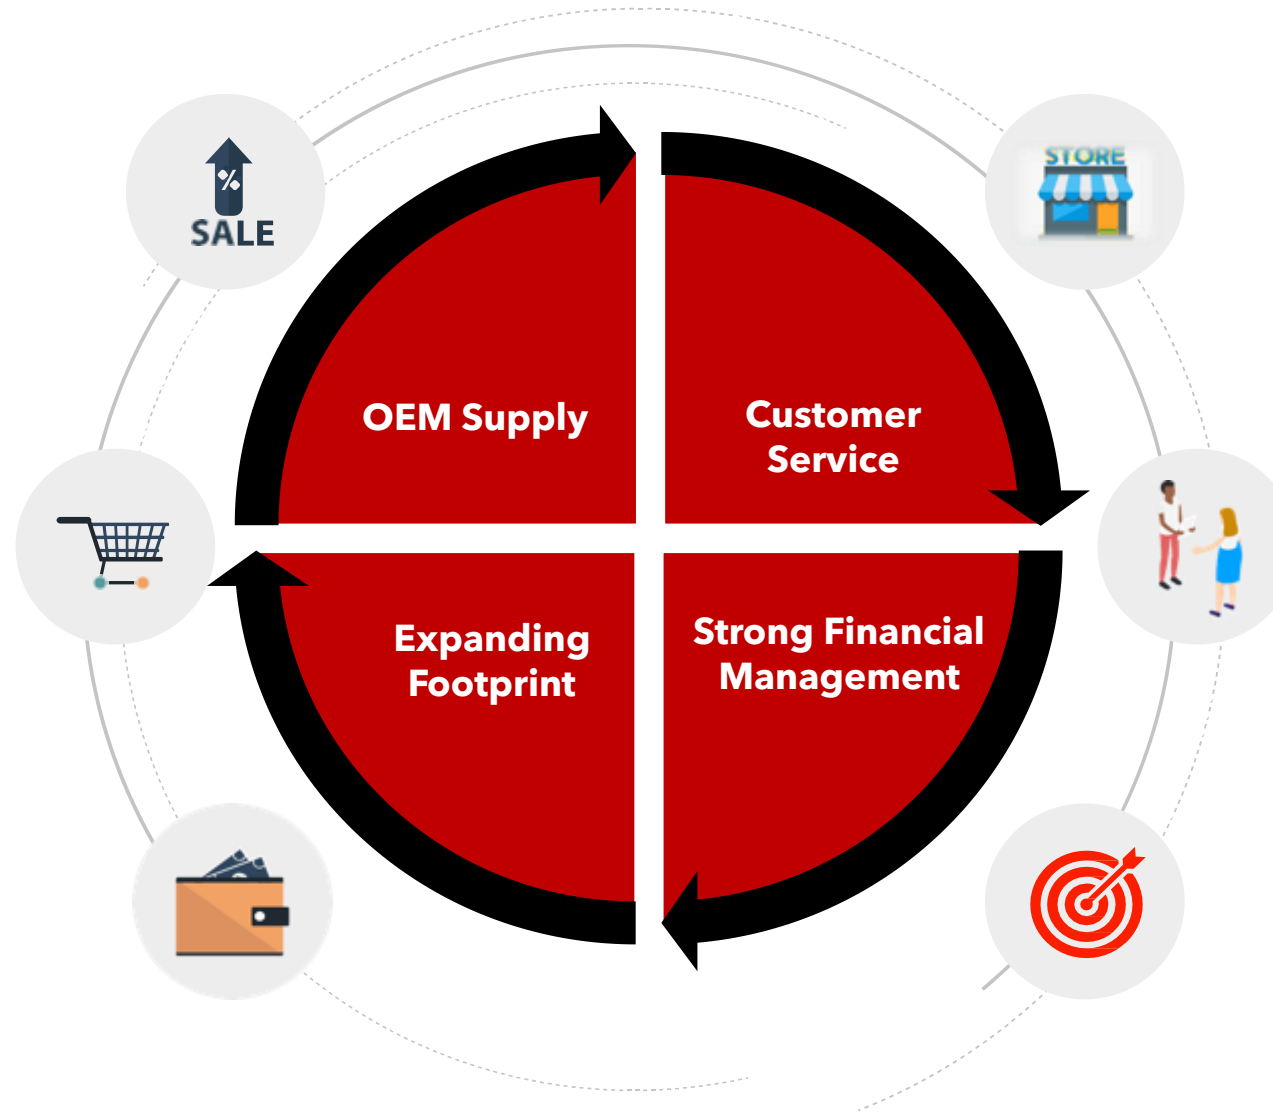 STORE
%
SALE
OEM Supply
Customer
Service
Expanding
Footprint
Strong Financial
Management